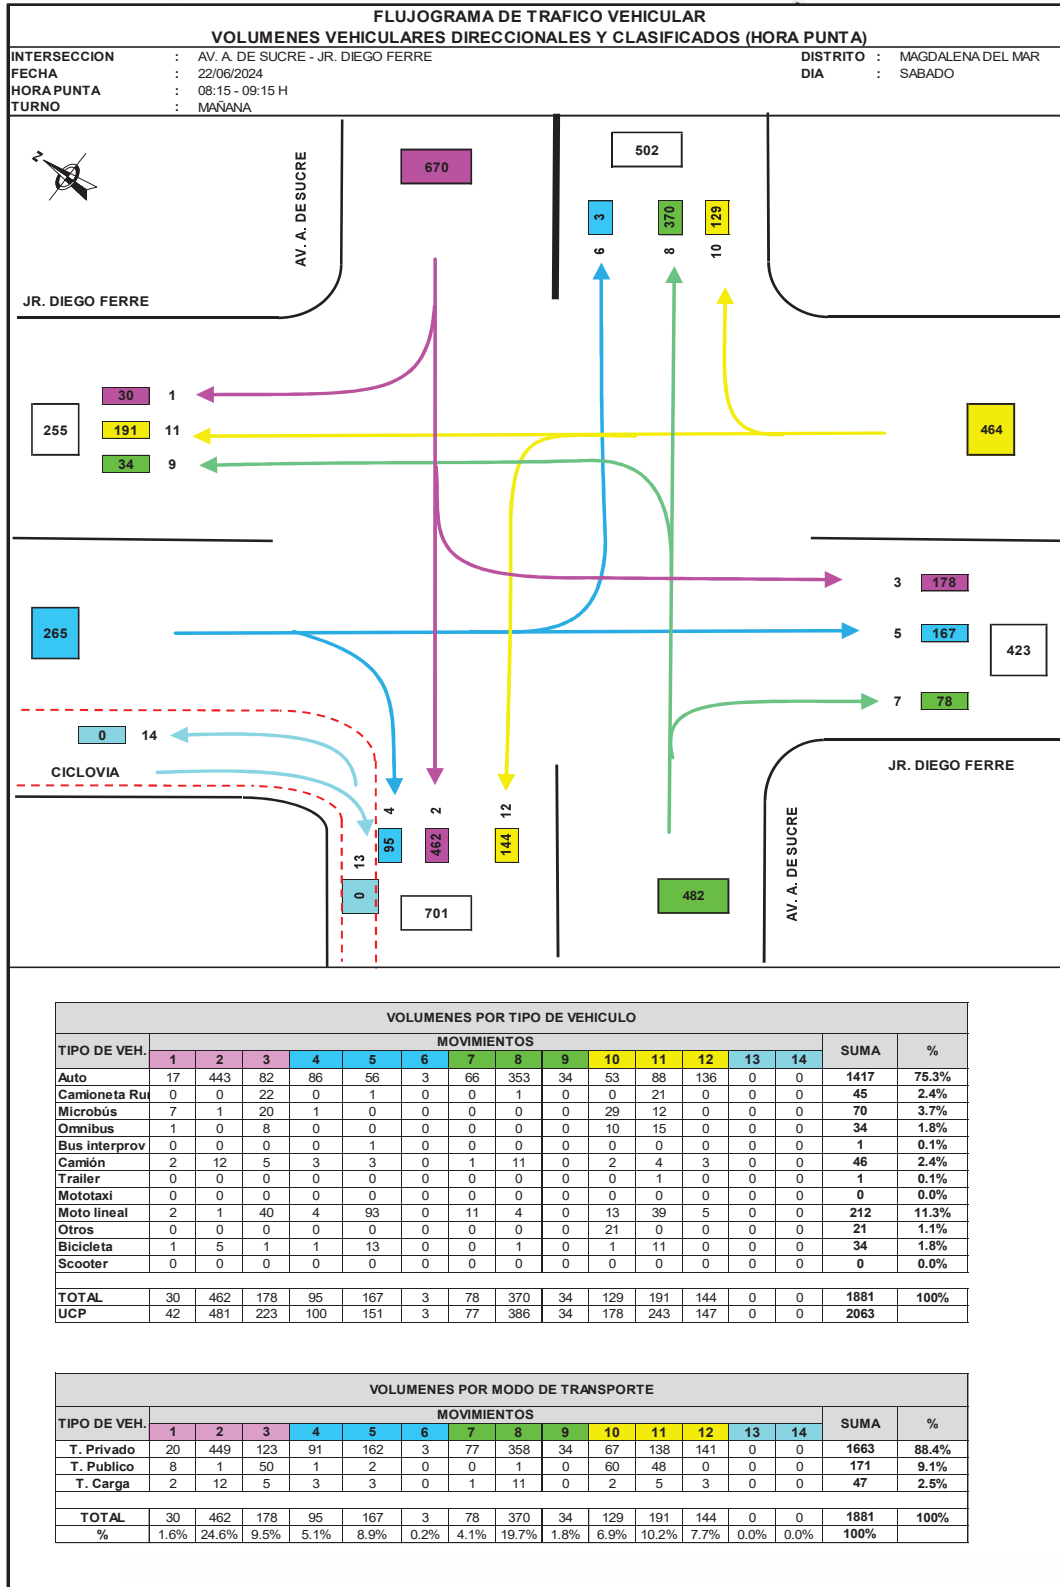 FLUJOGRAMA DE TRAFICO VEHICULAR
VOLUMENES VEHICULARES DIRECCIONALES Y CLASIFICADOS (HORA PUNTA)
INTERSECCION : AV. A. DE SUCRE - JR. DIEGO FERRE DISTRITO : MAGDALENA DEL MAR
FECHA : 22/06/2024 DIA : SABADO
HORA PUNTA : 08:15 - 09:15 H
TURNO : MAÑANA
N
AV. A. DE SUCRE
670
502
3
370
129
6
8
10
JR. DIEGO FERRE
30 1
255
191 11
34 9
464
3 178
265
5 167
423
7 78
0 14
CICLOVIA
JR. DIEGO FERRE
4
2
12
95
462
144
13
0
701
482
AV. A. DE SUCRE
VOLUMENES POR TIPO DE VEHICULO
TIPO DE VEH. MOVIMIENTOS SUMA %
1 2 3 4 5 6 7 8 9 10 11 12 13 14
Auto 17 443 82 86 56 3 66 353 34 53 88 136 0 0 1417 75.3%
Camioneta Rur 0 0 22 0 1 0 0 1 0 0 21 0 0 0 45 2.4%
Microbús 7 1 20 1 0 0 0 0 0 29 12 0 0 0 70 3.7%
Omnibus 1 0 8 0 0 0 0 0 0 10 15 0 0 0 34 1.8%
Bus interprov 0 0 0 0 1 0 0 0 0 0 0 0 0 0 1 0.1%
Camión 2 12 5 3 3 0 1 11 0 2 4 3 0 0 46 2.4%
Trailer 0 0 0 0 0 0 0 0 0 0 1 0 0 0 1 0.1%
Mototaxi 0 0 0 0 0 0 0 0 0 0 0 0 0 0 0 0.0%
Moto lineal 2 1 40 4 93 0 11 4 0 13 39 5 0 0 212 11.3%
Otros 0 0 0 0 0 0 0 0 0 21 0 0 0 0 21 1.1%
Bicicleta 1 5 1 1 13 0 0 1 0 1 11 0 0 0 34 1.8%
Scooter 0 0 0 0 0 0 0 0 0 0 0 0 0 0 0 0.0%
TOTAL 30 462 178 95 167 3 78 370 34 129 191 144 0 0 1881 100%
UCP 42 481 223 100 151 3 77 386 34 178 243 147 0 0 2063
VOLUMENES POR MODO DE TRANSPORTE
TIPO DE VEH. MOVIMIENTOS SUMA %
1 2 3 4 5 6 7 8 9 10 11 12 13 14
T. Privado 20 449 123 91 162 3 77 358 34 67 138 141 0 0 1663 88.4%
T. Publico 8 1 50 1 2 0 0 1 0 60 48 0 0 0 171 9.1%
T. Carga 2 12 5 3 3 0 1 11 0 2 5 3 0 0 47 2.5%
TOTAL 30 462 178 95 167 3 78 370 34 129 191 144 0 0 1881 100%
% 1.6% 24.6% 9.5% 5.1% 8.9% 0.2% 4.1% 19.7% 1.8% 6.9% 10.2% 7.7% 0.0% 0.0% 100%